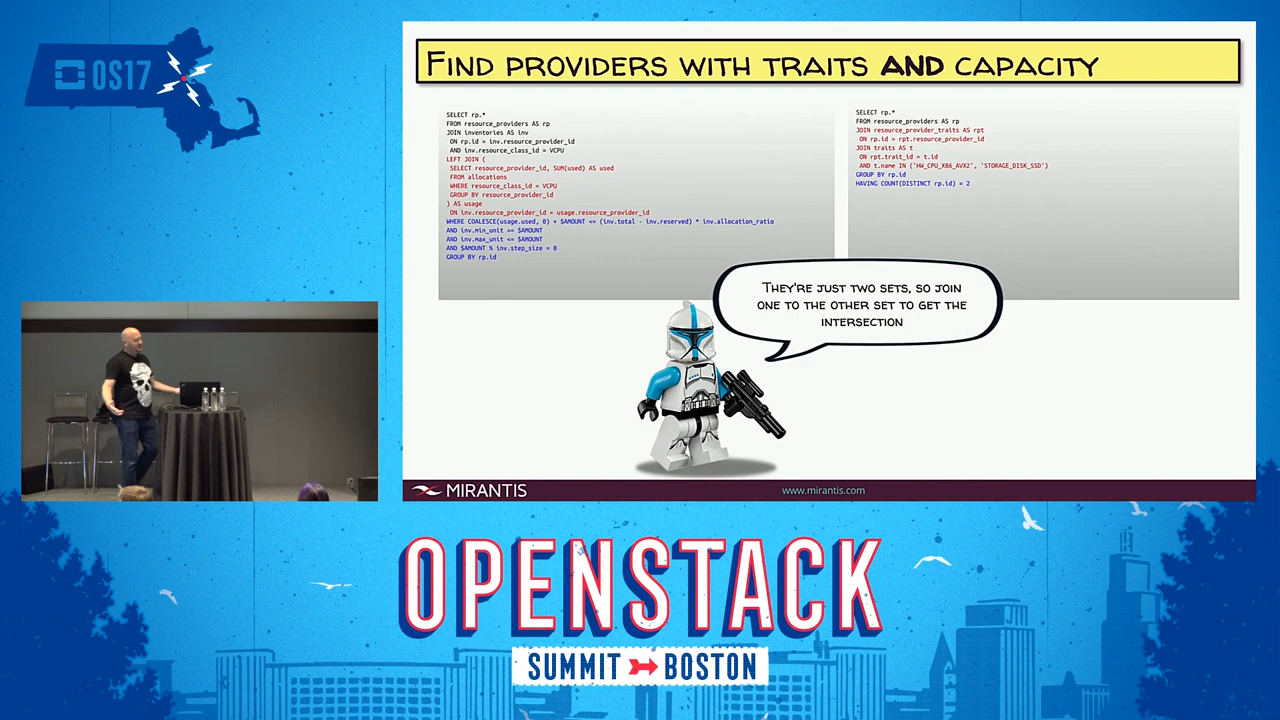 OS17
FIND PROVIDERS WITH TRAITS AND CAPACITY
SELECT rp.*
FROM resource_providers AS rp
JOIN inventories AS inv
ON rp.id = inv.resource_provider_id
AND inv.resource_class_id = VCPU
LEFT JOIN (
SELECT resource_provider_id, SUM(used) AS used
FROM allocations
WHERE resource_class_id = VCPU
GROUP BY resource_provider_id
) AS usage
ON inv.resource_provider_id = usage.resource_provider_id
WHERE COALESCE(usage.used, 0) + $AMOUNT <= (inv.total - inv.reserved) * inv.allocation_ratio
AND inv.min_unit >= $AMOUNT
AND inv.max_unit <= $AMOUNT
AND $AMOUNT % inv.step_size = 0
GROUP BY rp.id
SELECT rp.*
FROM resource_providers AS rp
JOIN resource_provider_traits AS rpt
ON rp.id = rpt.resource_provider_id
JOIN traits AS t
ON rpt.trait_id = t.id
AND t.name IN ('HW_CPU_X86_AVX2', 'STORAGE_DISK_SSD')
GROUP BY rp.id
HAVING COUNT(DISTINCT rp.id) = 2
THEY'RE JUST TWO SETS, SO JOIN
ONE TO THE OTHER SET TO GET THE
INTERSECTION
MIRANTIS
www.mirantis.com
OPENSTACK
SUMMIT BOSTON